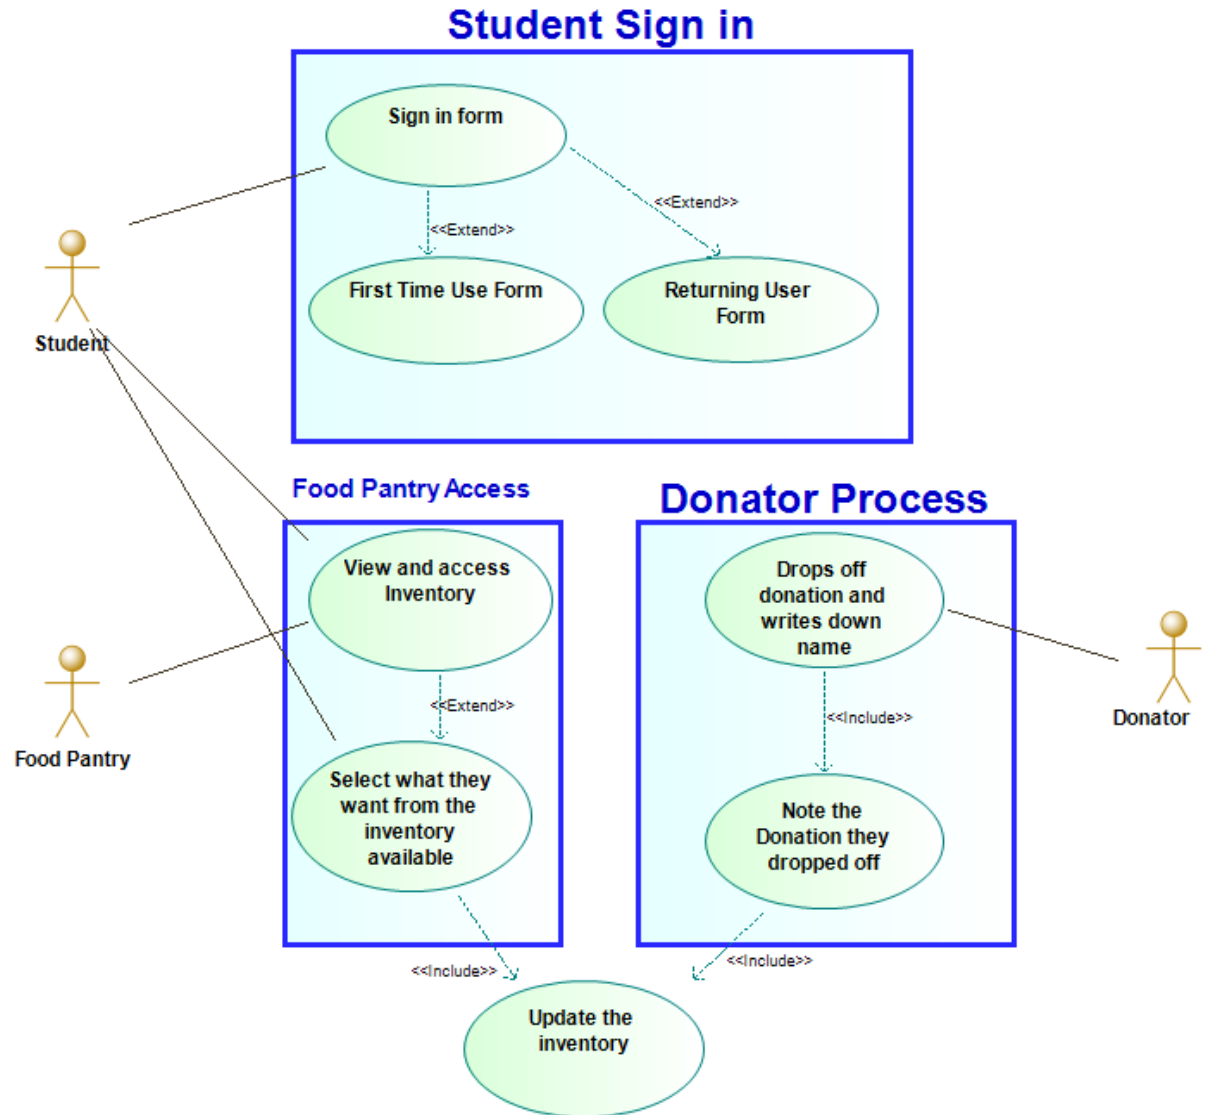 Student Sign in
Sign in form
<<Extend>>
<<Extend>>
First Time Use Form
Returning User
Form
Student
Food Pantry Access
Donator Process
View and access
Inventory
Drops off
donation and
writes down
name
<<Extend>>
<<Include>>
Food Pantry
Donator
Select what they
want from the
inventory
available
Note the
Donation they
dropped off
<<Include>>
<<Include>>
Update the
inventory